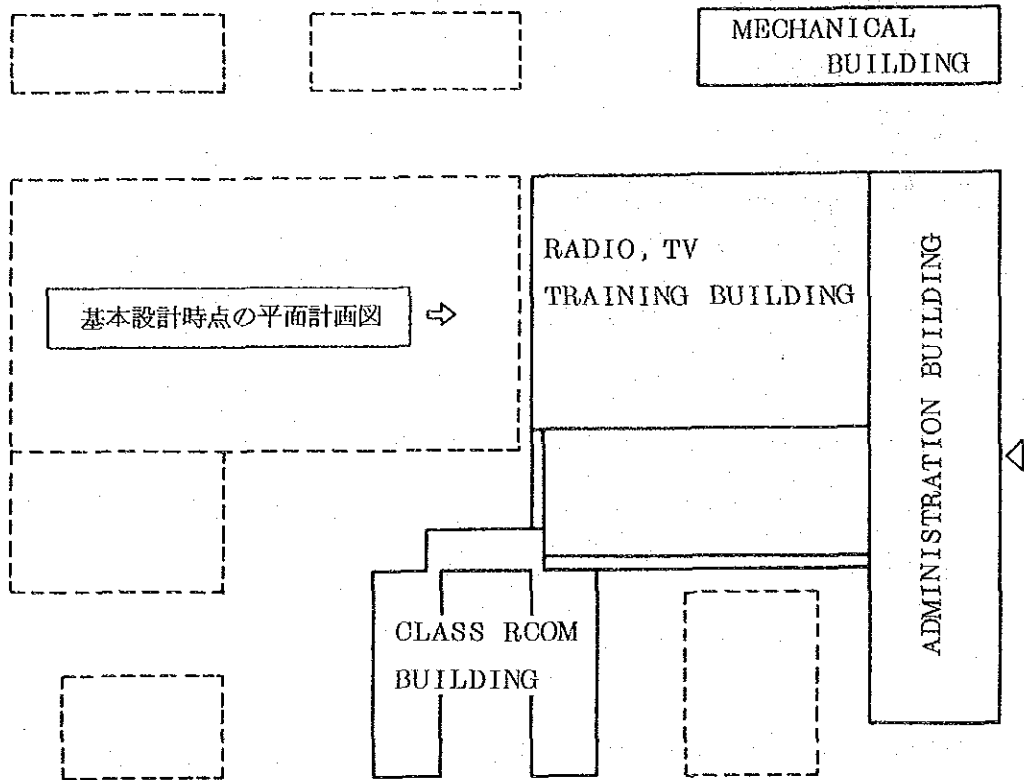 MECHANICAL
BUILDING
RADIO, TV
TRAINING BUILDING
基本設計時点の平面計画図 ⇨
ADMINISTRATION BUILDING
CLASS RCOM
BUILDING